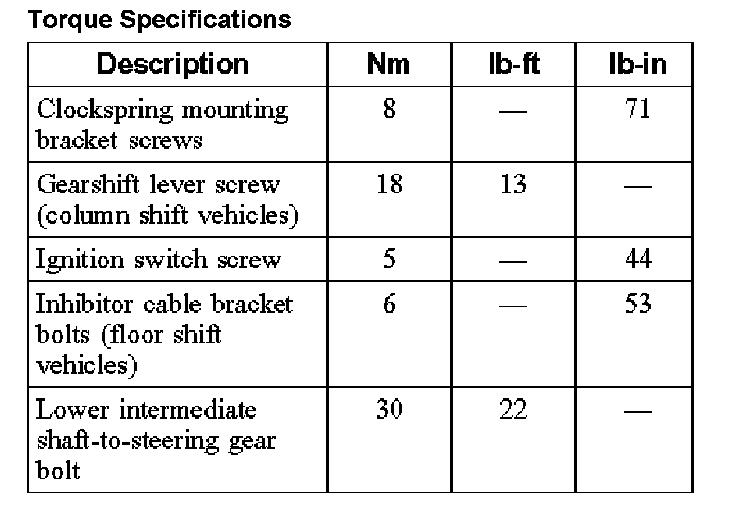 Torque Specifications
Description Nm lb-ft lb-in
Clockspring mounting 8 — 71
bracket screws
Gearshift lever screw 18 13 —
(column shift vehicles)
Ignition switch screw 5 — 44
Inhibitor cable bracket 6 — 53
bolts (floor shift
vehicles)
Lower intermediate 30 22 —
shaft-to-steering gear
bolt